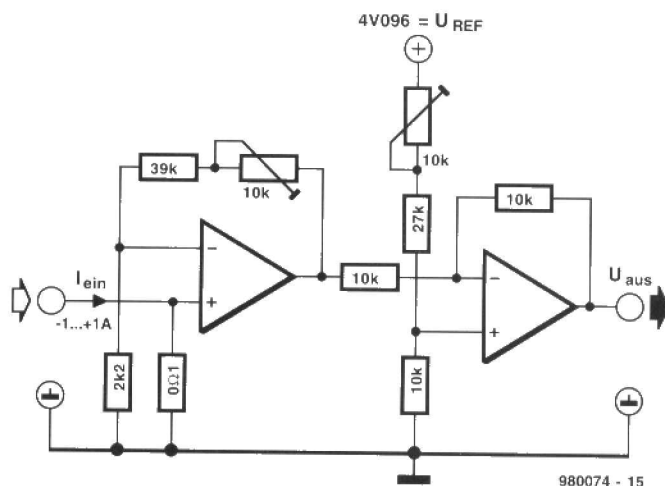 4V096 = U REF
+
10k
39k
10k
27k
10k
−
+
10k
−
+
I ein
-1...+1A
U aus
2k2
0Ω1
10k
980074 - 15